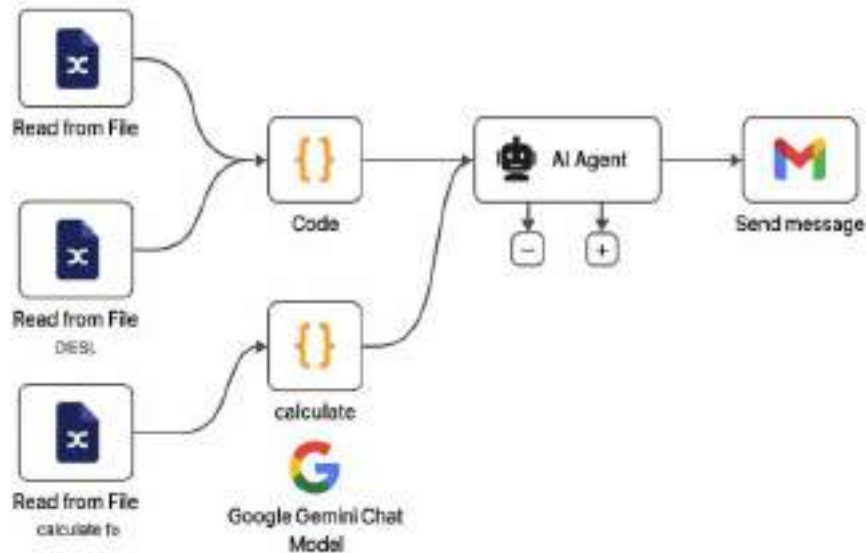 Read from File
Code
AI Agent
Send message
Read from File
DIESL
calculate
Read from File
calculate fo
Google Gemini Chat
Model